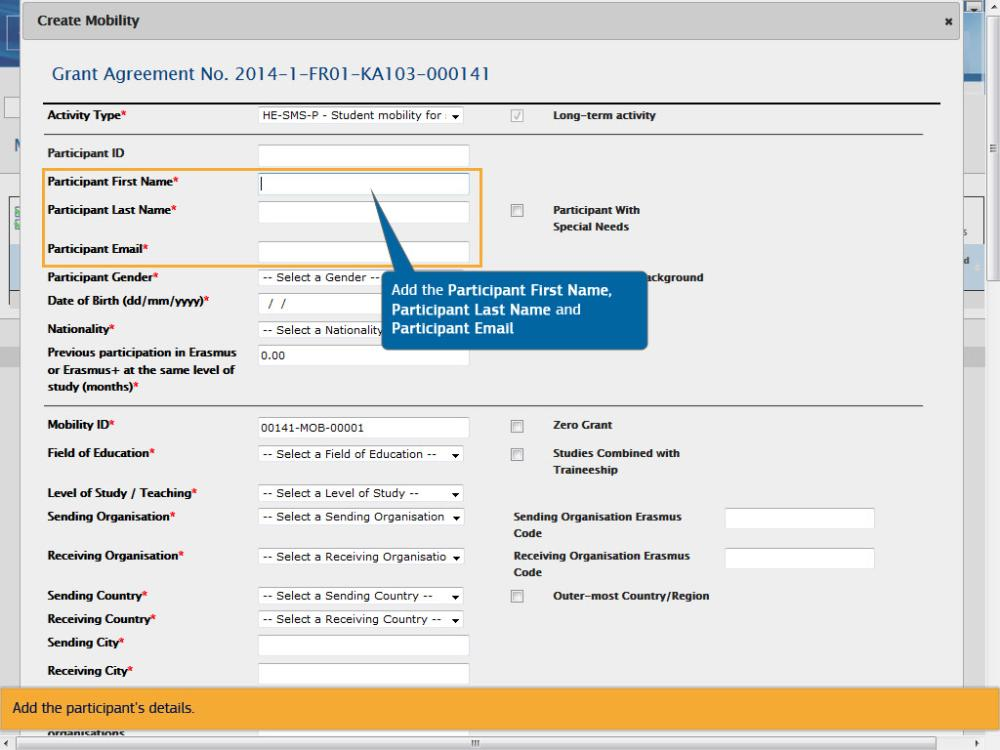 Create Mobility
Grant Agreement No. 2014-1-FR01-KA103-000141
Activity Type* HE-SMS-P - Student mobility for Long-term activity
Participant ID
Participant First Name*
Participant Last Name* Participant With
Special Needs
Participant Email*
Participant Gender* -- Select a Gender --
Add the Participant First Name,
Participant Last Name and
Participant Email
Date of Birth (dd/mm/yyyy)* / /
Nationality* -- Select a Nationality
Previous participation in Erasmus
or Erasmus+ at the same level of
study (months)*
0.00
Mobility ID* 00141-MOB-00001 Zero Grant
Field of Education* -- Select a Field of Education -- Studies Combined with
Traineeship
Level of Study / Teaching* -- Select a Level of Study --
Sending Organisation* -- Select a Sending Organisation Sending Organisation Erasmus
Code
Receiving Organisation* -- Select a Receiving Organisatio Receiving Organisation Erasmus
Code
Sending Country* -- Select a Sending Country -- Outer-most Country/Region
Receiving Country* -- Select a Receiving Country --
Sending City*
Receiving City*
Add the participant's details.